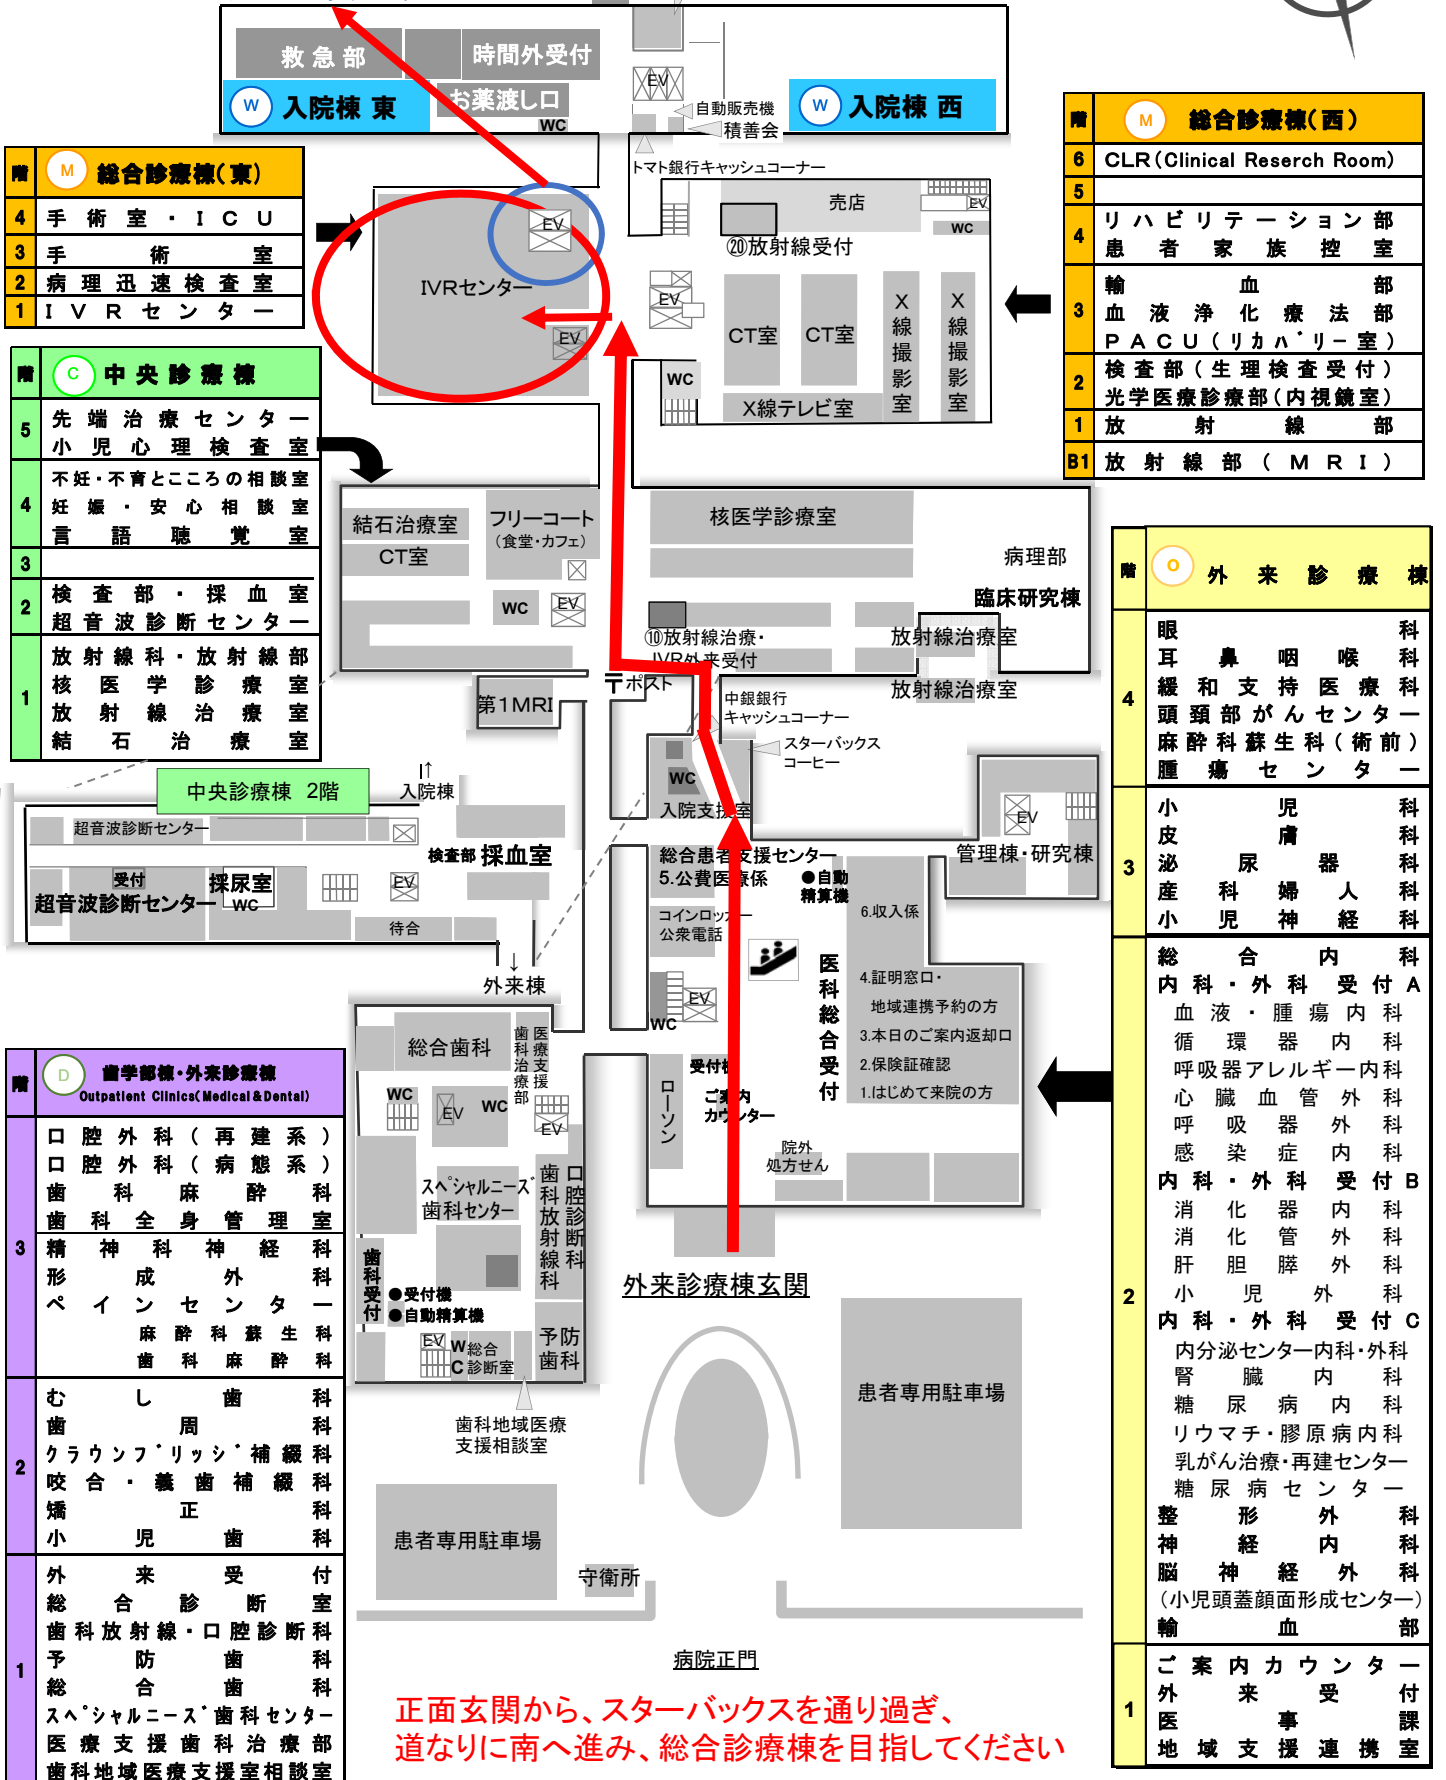 救急部
時間外受付
W 入院棟 東
お薬渡し口
WC
EV
自動販売機
積善会
W 入院棟 西
トマト銀行キャッシュコーナー
階 M 総合診療棟(東)
4 手術室・ICU
3 手術室
2 病理迅速検査室
1 IVRセンター
EV
IVRセンター
EV
売店
EV
WC
⑳放射線受付
EV
CT室
CT室
X線撮影室
X線撮影室
WC
X線テレビ室
階 M 総合診療棟(西)
6 CLR(Clinical Reserch Room)
5
4 リハビリテーション部
患者家族控室
3 輸血部
血液浄化療法部
PACU(リカバリー室)
2 検査部(生理検査受付)
光学医療診療部(内視鏡室)
1 放射線部
B1 放射線部(MRI)
階 C 中央診療棟
5 先端治療センター
小児心理検査室
4 不妊・不育とこころの相談室
妊娠・安心相談室
言語聴覚室
3
2 検査部・採血室
超音波診断センター
1 放射線科・放射線部
核医学診療室
放射線治療室
結石治療室
結石治療室
フリーコート
(食堂・カフェ)
CT室
WC
EV
核医学診療室
病理部
臨床研究棟
⑩放射線治療・
IVR外来受付
放射線治療室
放射線治療室
〒ポスト
第1MRI
中銀銀行
キャッシュコーナー
スターバックス
コーヒー
WC
入院支援室
中央診療棟 2階
↑
入院棟
超音波診断センター
検査部 採血室
受付
採尿室
WC
超音波診断センター
EV
待合
↓
外来棟
EV
管理棟・研究棟
総合患者支援センター
5.公費医療係
●自動
精算機
コインロッカー
公衆電話
EV
WC
6.収入係
医科総合受付
4.証明窓口・
地域連携予約の方
3.本日のご案内返却口
2.保険証確認
1.はじめて来院の方
受付機
ご案内
カウンター
ローソン
院外
処方せん
外来診療棟玄関
総合歯科
医療支援
歯科治療部
WC
EV
WC
EV
スペシャルニーズ
歯科センター
口腔診断科
歯科放射線科
歯科受付
●受付機
●自動精算機
EV
WC
総合
診断室
予防
歯科
歯科地域医療
支援相談室
患者専用駐車場
患者専用駐車場
守衛所
病院正門
階 D 歯学部棟・外来診療棟
Outpatient Clinics(Medical&Dental)
3 口腔外科(再建系)
口腔外科(病態系)
歯科麻酔科
歯科全身管理室
精神科神経科
形成外科
ペインセンター
麻酔科蘇生科
歯科麻酔科
2 むし歯科
歯周科
クラウンブリッジ補綴科
咬合・義歯補綴科
矯正科
小児歯科
1 外来受付
総合診断室
歯科放射線・口腔診断科
予防歯科
総合歯科
スペシャルニーズ歯科センター
医療支援歯科治療部
歯科地域医療支援室相談室
階 O 外来診療棟
4 眼科
耳鼻咽喉科
緩和支持医療科
頭頸部がんセンター
麻酔科蘇生科(術前)
腫瘍センター
3 小児科
皮膚科
泌尿器科
産科婦人科
小児神経科
2 総合内科
内科・外科 受付A
血液・腫瘍内科
循環器内科
呼吸器アレルギー内科
心臓血管外科
呼吸器外科
感染症内科
内科・外科 受付B
消化器内科
消化管外科
肝胆膵外科
小児外科
内科・外科 受付C
内分泌センター内科・外科
腎臓内科
糖尿病内科
リウマチ・膠原病内科
乳がん治療・再建センター
糖尿病センター
整形外科
神経内科
脳神経外科
(小児頭蓋顔面形成センター)
輸血部
1 ご案内カウンター
外来受付
医事課
地域支援連携室
正面玄関から、スターバックスを通り過ぎ、
道なりに南へ進み、総合診療棟を目指してください